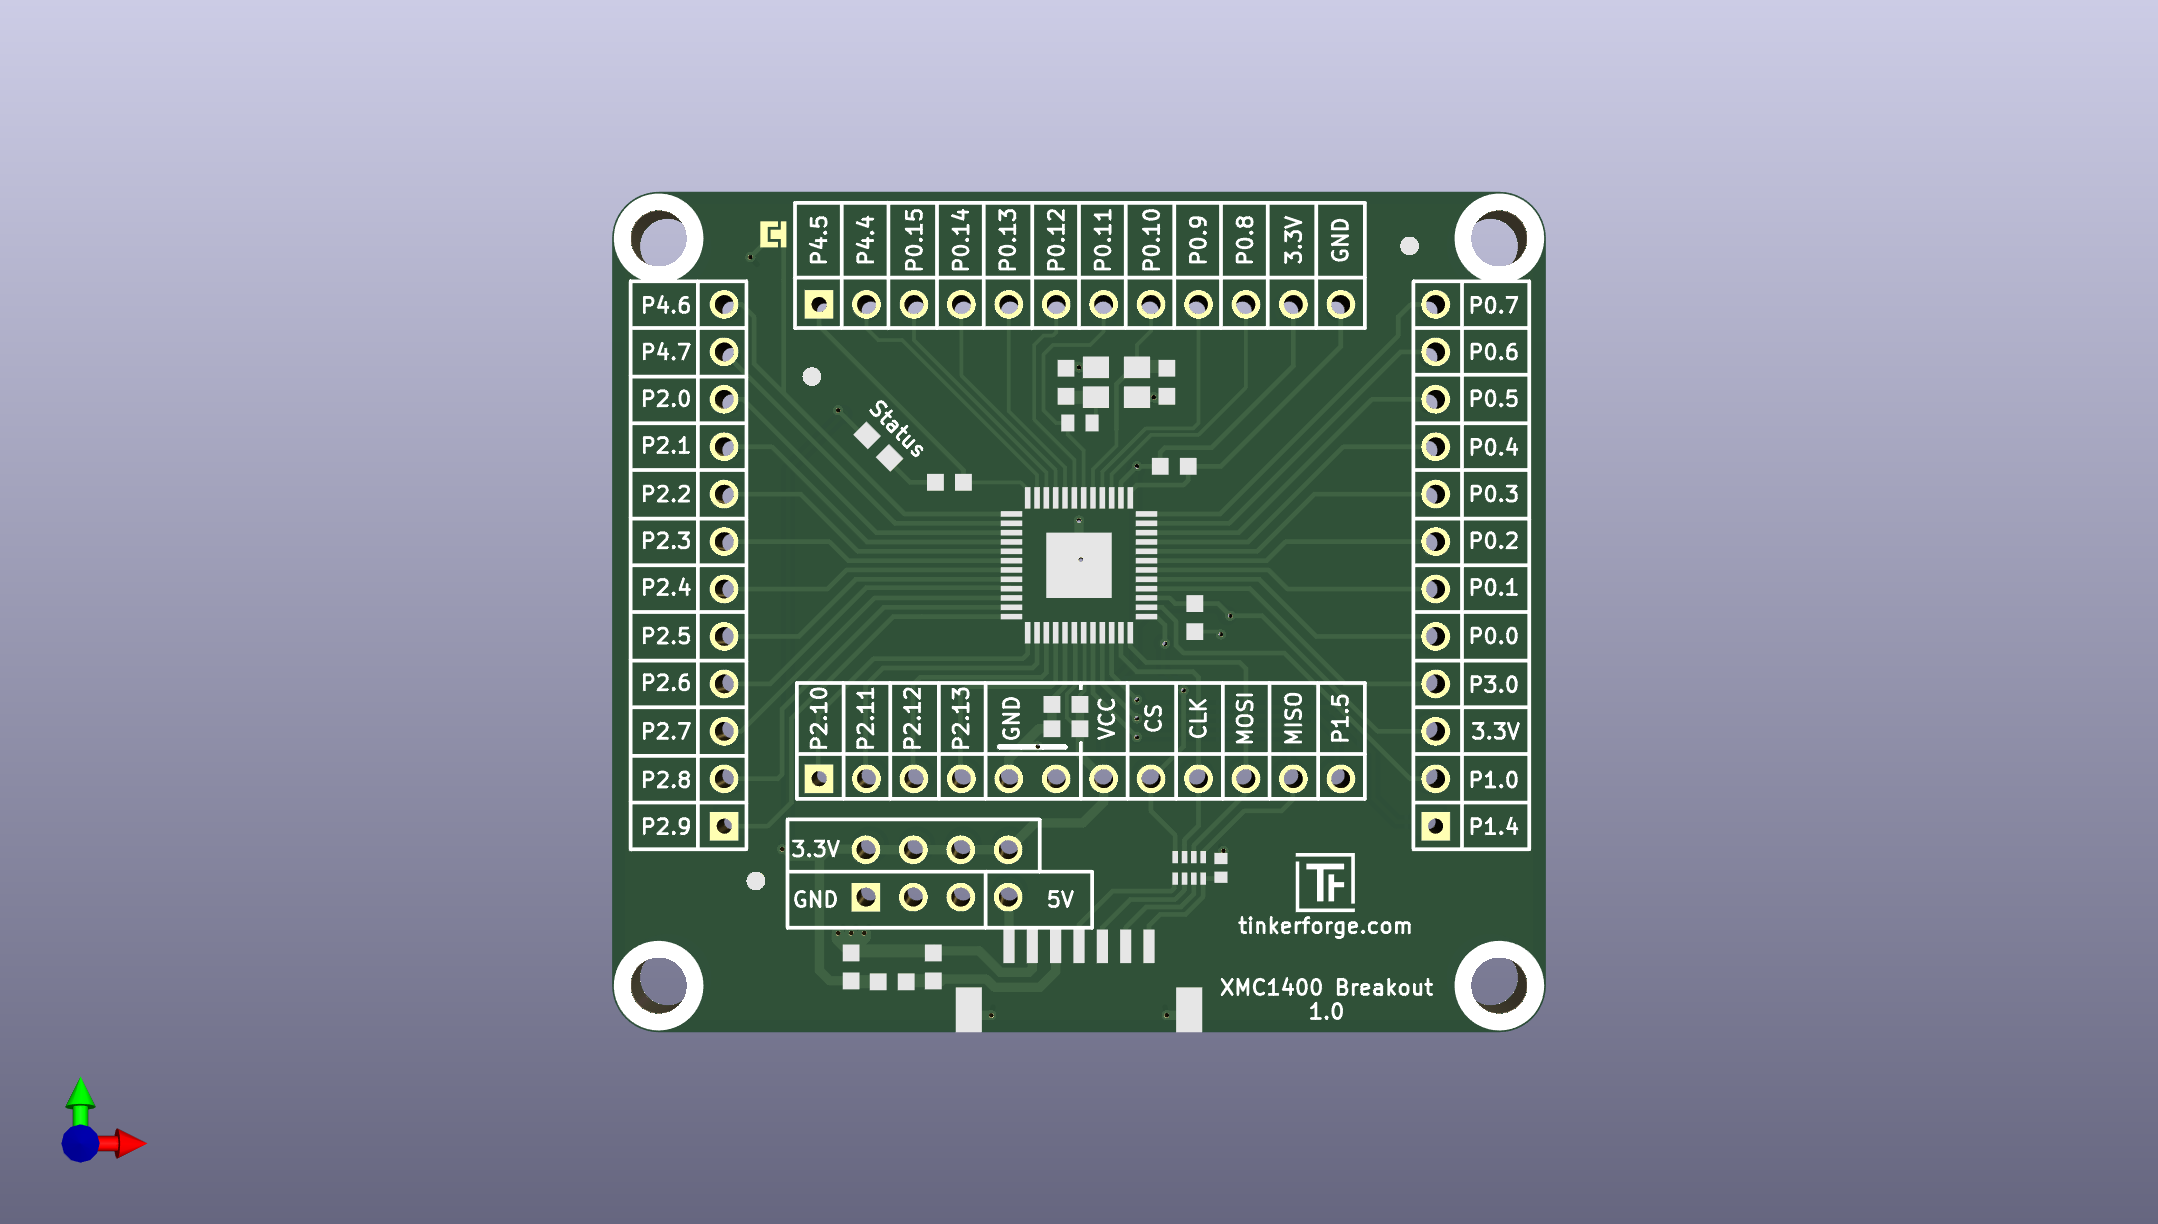 P4.5 P4.4 P0.15 P0.14 P0.13 P0.12 P0.11 P0.10 P0.9 P0.8 3.3V GND
P4.6
P4.7
P2.0
P2.1
P2.2
P2.3
P2.4
P2.5
P2.6
P2.7
P2.8
P2.9
Status
P0.7
P0.6
P0.5
P0.4
P0.3
P0.2
P0.1
P0.0
P3.0
3.3V
P1.0
P1.4
P2.10 P2.11 P2.12 P2.13 GND VCC CS CLK MOSI MISO P1.5
3.3V
GND 5V
TF
tinkerforge.com
XMC1400 Breakout
1.0